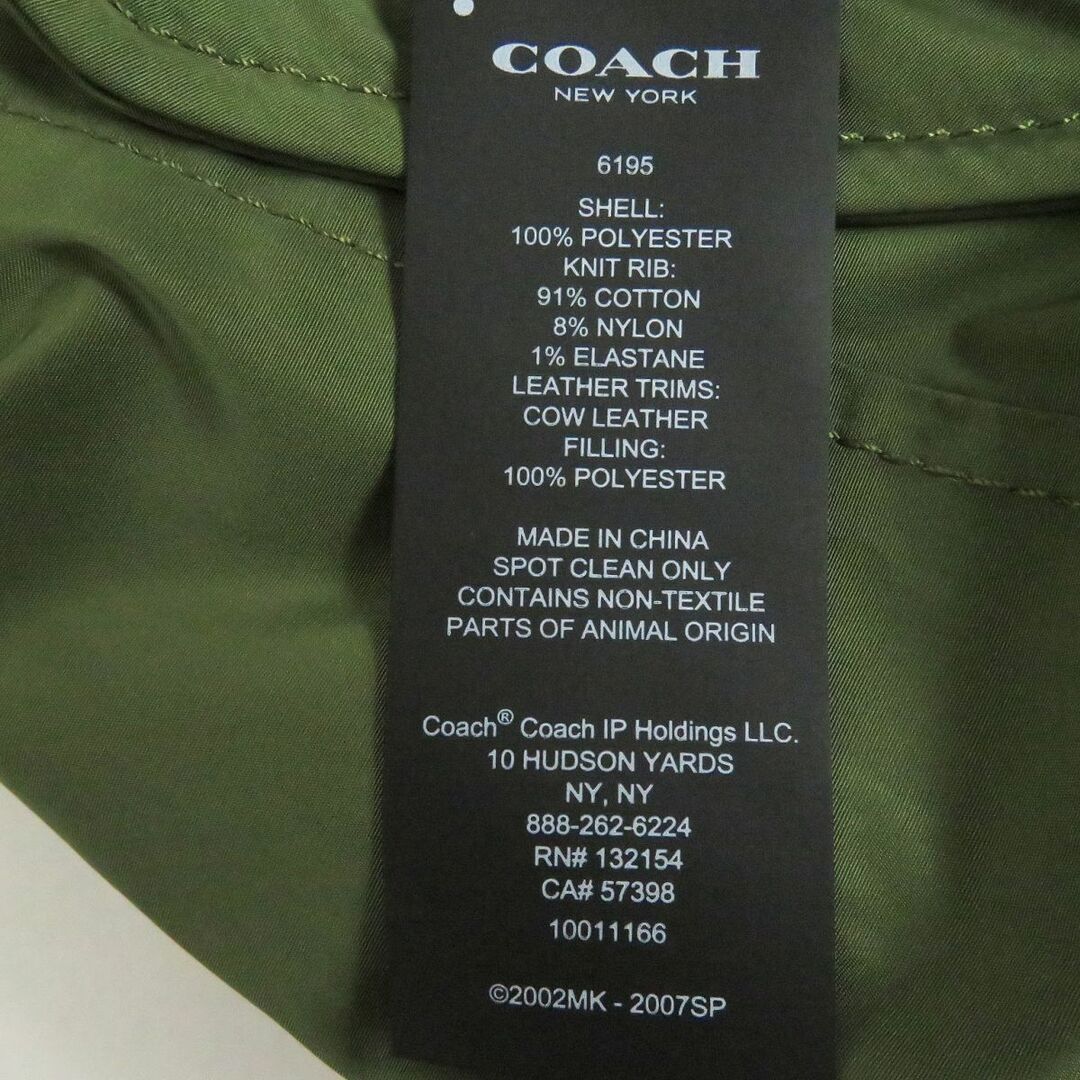 COACH
NEW YORK
6195
SHELL:
100% POLYESTER
KNIT RIB:
91% COTTON
8% NYLON
1% ELASTANE
LEATHER TRIMS:
COW LEATHER
FILLING:
100% POLYESTER
MADE IN CHINA
SPOT CLEAN ONLY
CONTAINS NON-TEXTILE
PARTS OF ANIMAL ORIGIN
Coach® Coach IP Holdings LLC.
10 HUDSON YARDS
NY, NY
888-262-6224
RN# 132154
CA# 57398
10011166
©2002MK - 2007SP